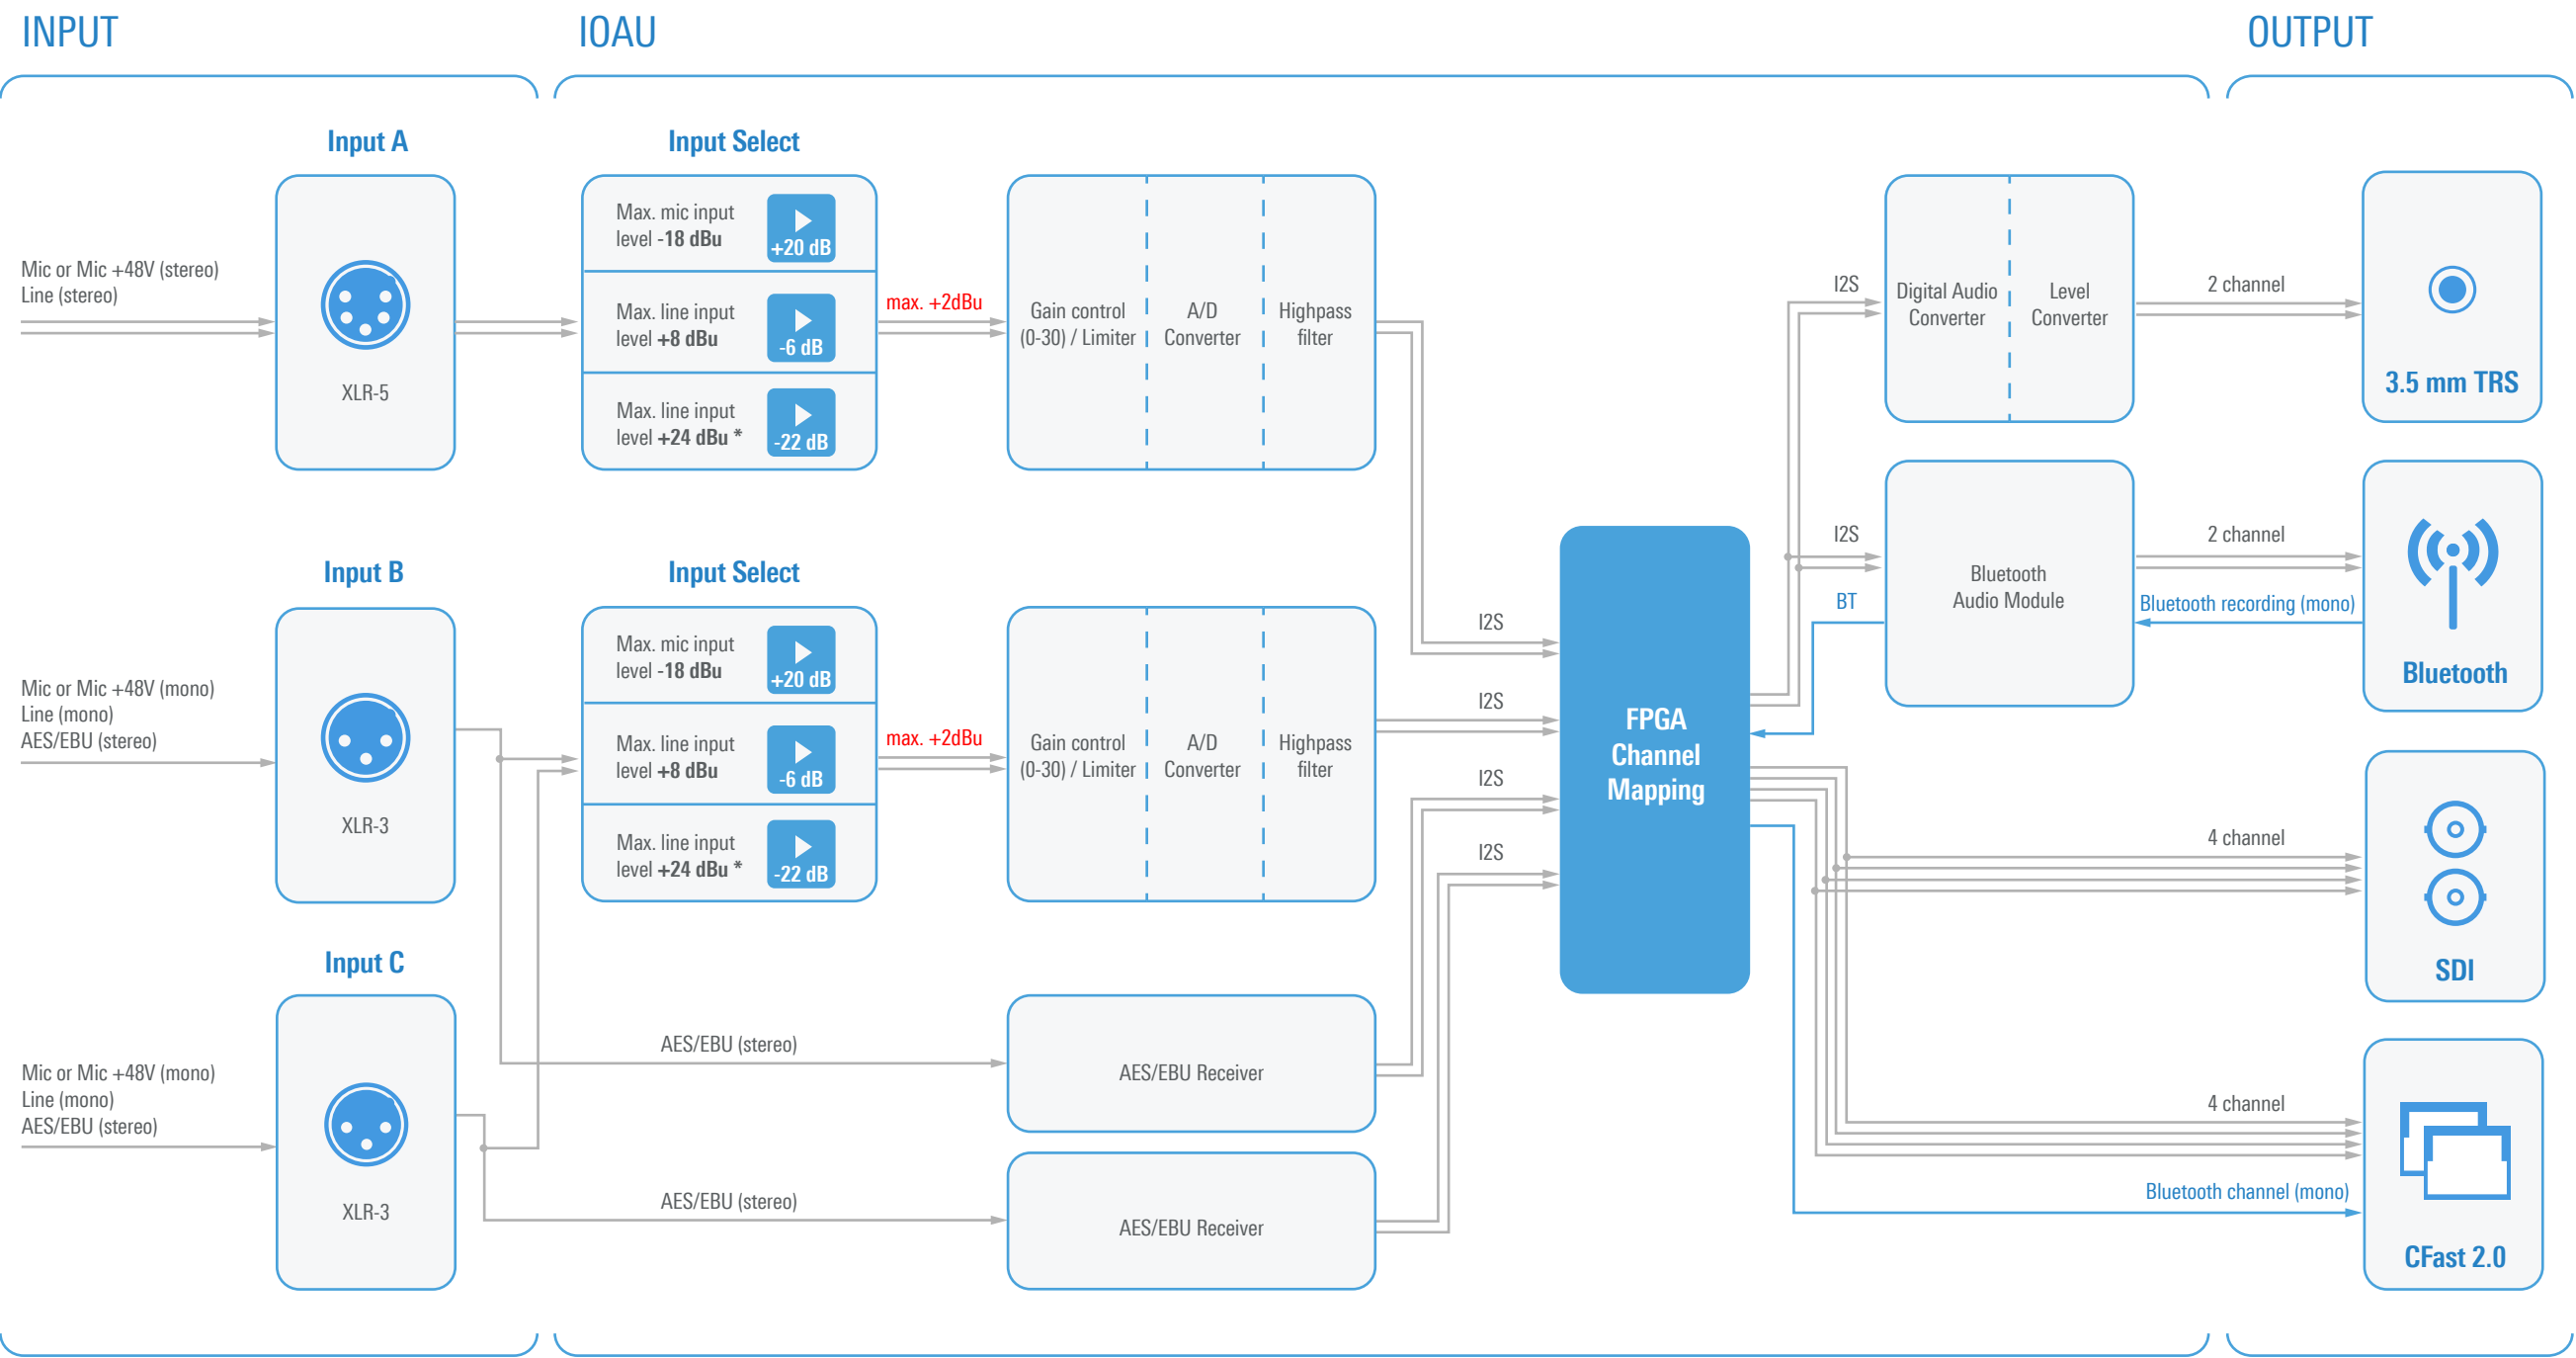 INPUT
IOAU
OUTPUT
Input A
Input Select
Mic or Mic +48V (stereo)
Line (stereo)
XLR-5
Max. mic input
level -18 dBu
+20 dB
Max. line input
level +8 dBu
-6 dB
Max. line input
level +24 dBu *
-22 dB
max. +2dBu
Gain control
(0-30) / Limiter
A/D
Converter
Highpass
filter
I2S
Digital Audio
Converter
Level
Converter
2 channel
3.5 mm TRS
Input B
Input Select
Mic or Mic +48V (mono)
Line (mono)
AES/EBU (stereo)
XLR-3
Max. mic input
level -18 dBu
+20 dB
Max. line input
level +8 dBu
-6 dB
Max. line input
level +24 dBu *
-22 dB
max. +2dBu
Gain control
(0-30) / Limiter
A/D
Converter
Highpass
filter
I2S
I2S
I2S
I2S
FPGA
Channel
Mapping
I2S
BT
Bluetooth
Audio Module
2 channel
Bluetooth recording (mono)
Bluetooth
4 channel
SDI
Input C
Mic or Mic +48V (mono)
Line (mono)
AES/EBU (stereo)
XLR-3
AES/EBU (stereo)
AES/EBU Receiver
AES/EBU (stereo)
AES/EBU Receiver
4 channel
Bluetooth channel (mono)
CFast 2.0